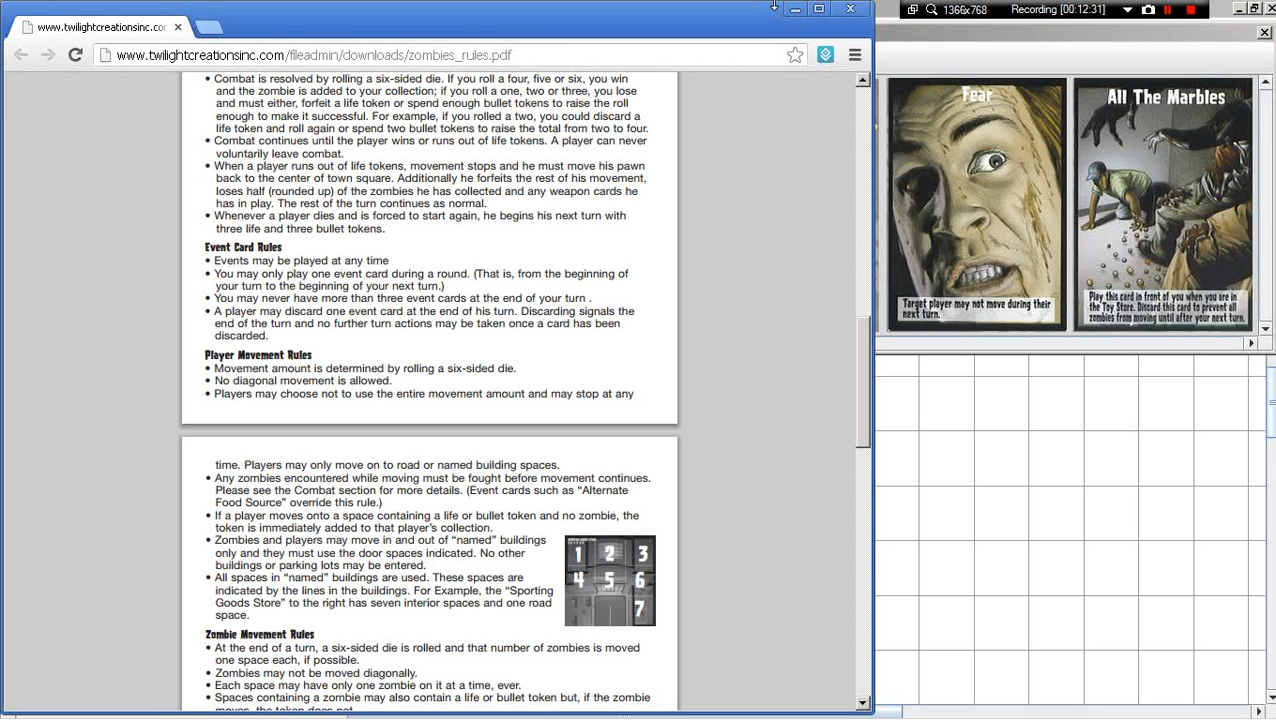 1366x768 Recording [00:12:31]
www.twilightcreationsinc.cor
www.twilightcreationsinc.com/fileadmin/downloads/zombies_rules.pdf
• Combat is resolved by rolling a six-sided die. If you roll a four, five or six, you win
and the zombie is added to your collection; if you roll a one, two or three, you lose
and must either, forfeit a life token or spend enough bullet tokens to raise the roll
enough to make it successful. For example, if you rolled a two, you could discard a
life token and roll again or spend two bullet tokens to raise the total from two to four.
• Combat continues until the player wins or runs out of life tokens. A player can never
voluntarily leave combat.
• When a player runs out of life tokens, movement stops and he must move his pawn
back to the center of town square. Additionally he forfeits the rest of his movement,
loses half (rounded up) of the zombies he has collected and any weapon cards he
has in play. The rest of the turn continues as normal.
• Whenever a player dies and is forced to start again, he begins his next turn with
three life and three bullet tokens.
Event Card Rules
• Events may be played at any time
• You may only play one event card during a round. (That is, from the beginning of
your turn to the beginning of your next turn.)
• You may never have more than three event cards at the end of your turn .
• A player may discard one event card at the end of his turn. Discarding signals the
end of the turn and no further turn actions may be taken once a card has been
discarded.
Player Movement Rules
• Movement amount is determined by rolling a six-sided die.
• No diagonal movement is allowed.
• Players may choose not to use the entire movement amount and may stop at any
time. Players may only move on to road or named building spaces.
• Any zombies encountered while moving must be fought before movement continues.
Please see the Combat section for more details. (Event cards such as “Alternate
Food Source” override this rule.)
• If a player moves onto a space containing a life or bullet token and no zombie, the
token is immediately added to that player’s collection.
• Zombies and players may move in and out of “named” buildings
only and they must use the door spaces indicated. No other
buildings or parking lots may be entered.
• All spaces in “named” buildings are used. These spaces are
indicated by the lines in the buildings. For Example, the “Sporting
Goods Store” to the right has seven interior spaces and one road
space.
1 2 3
4 5 6
7
Zombie Movement Rules
• At the end of a turn, a six-sided die is rolled and that number of zombies is moved
one space each, if possible.
• Zombies may not be moved diagonally.
• Each space may have only one zombie on it at a time, ever.
• Spaces containing a zombie may also contain a life or bullet token but, if the zombie
moves, the token does not
Fear
Target player may not move during their
next turn.
All The Marbles
Play this card in front of you when you are in
the Toy Store. Discard this card to prevent all
zombies from moving until after your next turn.